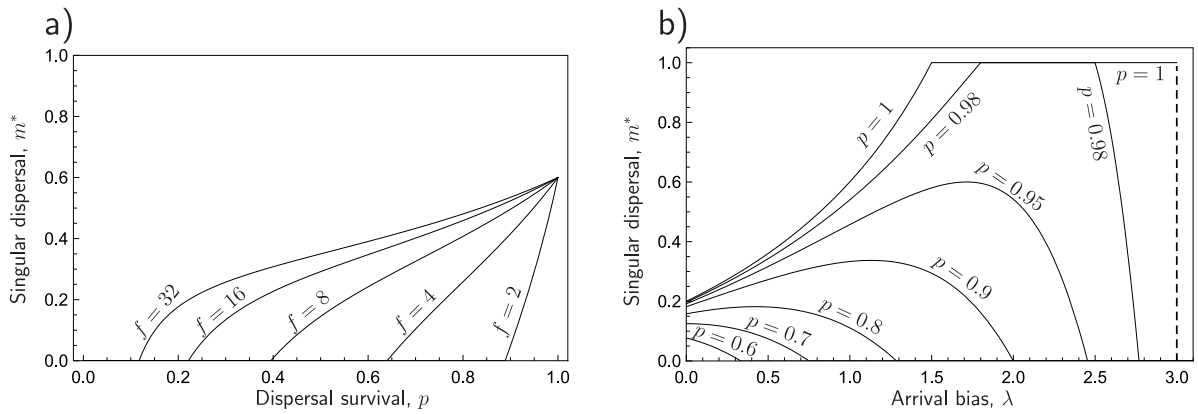 a)
1.0
0.8
0.6
0.4
0.2
0.0
Singular dispersal, m*
f = 32
f = 16
f = 8
f = 4
f = 2
0.0 0.2 0.4 0.6 0.8 1.0
Dispersal survival, p
b)
1.0
0.8
0.6
0.4
0.2
0.0
Singular dispersal, m*
p = 1
p = 0.98
p = 1
p = 0.98
p = 0.95
p = 0.9
p = 0.8
p = 0.7
p = 0.6
0.0 0.5 1.0 1.5 2.0 2.5 3.0
Arrival bias, λ